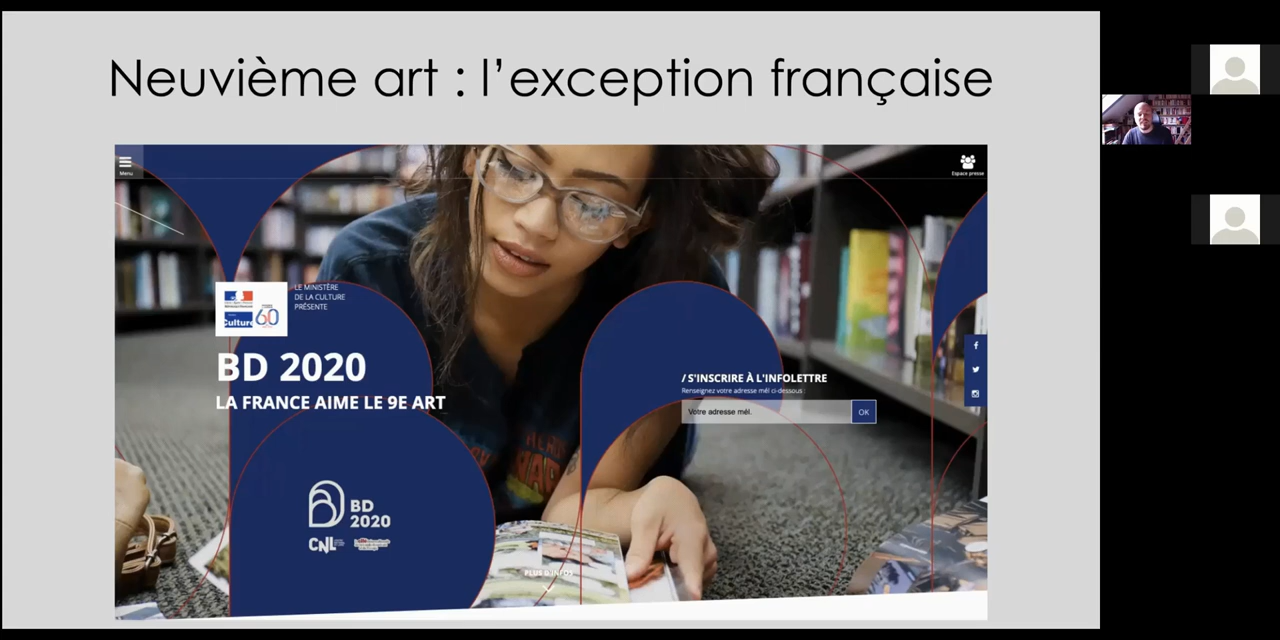 Neuvième art : l’exception française
Menu
Espace presse
LE MINISTÈRE
DE LA CULTURE
PRÉSENTE
Culture
60
BD 2020
LA FRANCE AIME LE 9E ART
/ S'INSCRIRE À L'INFOLETTRE
Renseignez votre adresse mél ci-dessous :
Votre adresse mél.
OK
BD
2020
CNL
PLUS D'INFOS